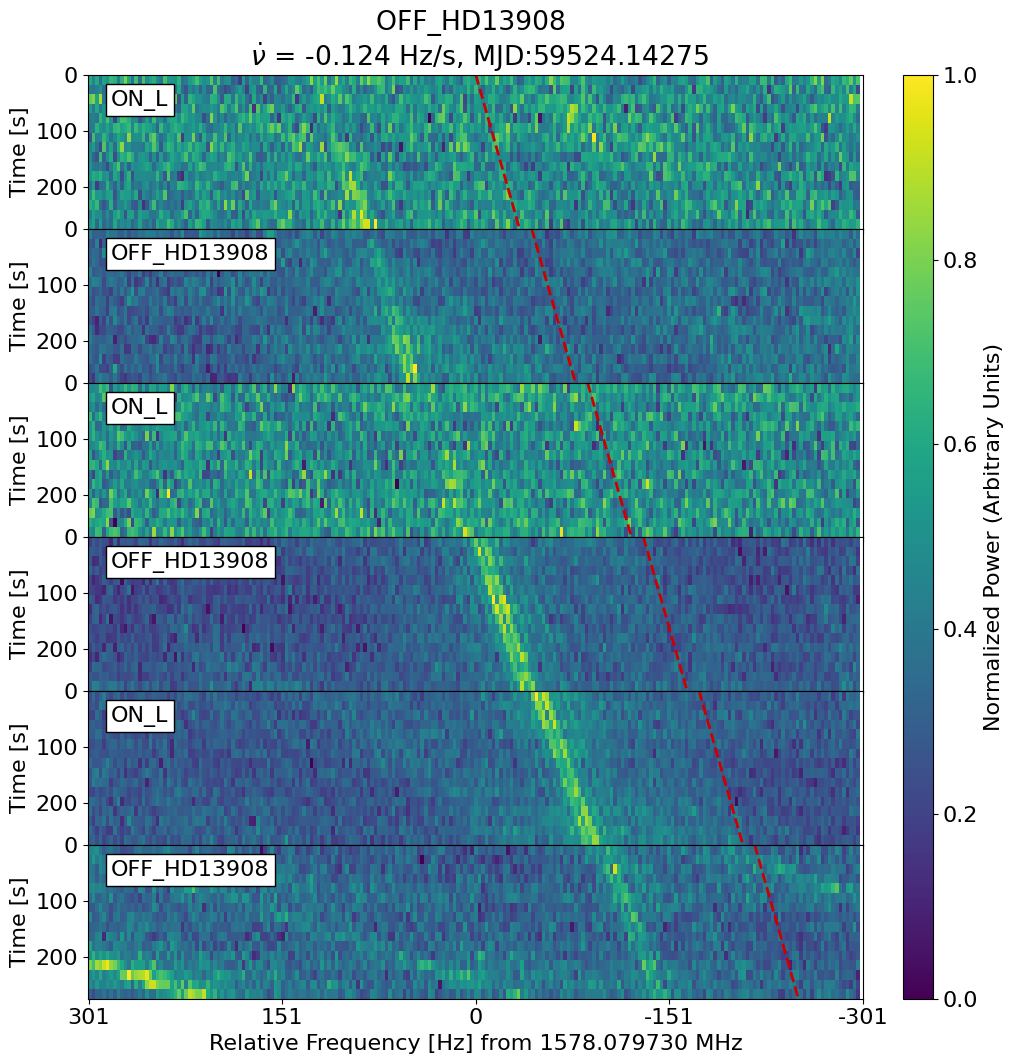 OFF_HD13908
ν̇ = -0.124 Hz/s, MJD:59524.14275
0
100
200
Time [s]
ON_L
0
100
200
Time [s]
OFF_HD13908
0
100
200
Time [s]
ON_L
0
100
200
Time [s]
OFF_HD13908
0
100
200
Time [s]
ON_L
0
100
200
Time [s]
OFF_HD13908
301
151
0
-151
-301
Relative Frequency [Hz] from 1578.079730 MHz
1.0
0.8
0.6
0.4
0.2
0.0
Normalized Power (Arbitrary Units)